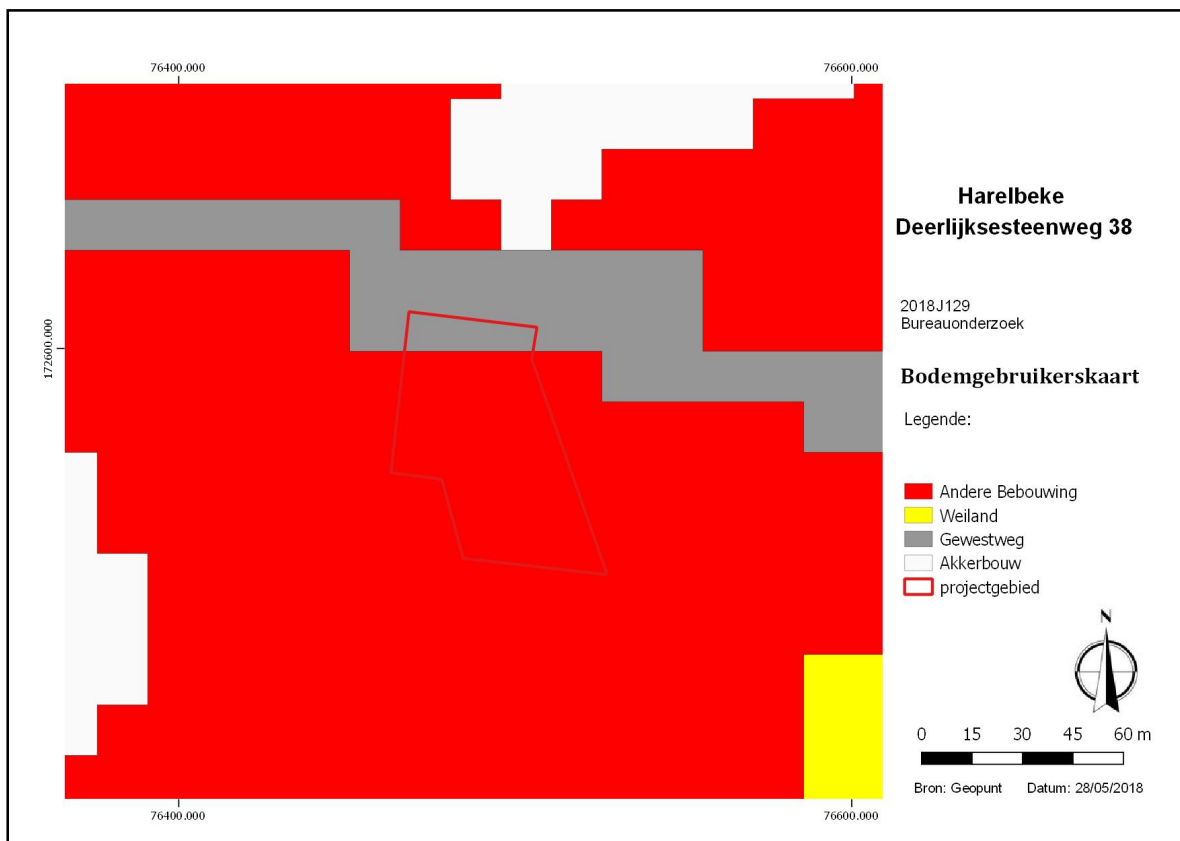 76400.000
76600.000
172600.000
76400.000
76600.000
Harelbeke
Deerlijksesteenweg 38
2018J129
Bureauonderzoek
Bodemgebruikerskaart
Legende:
Andere Bebouwing
Weiland
Gewestweg
Akkerbouw
projectgebied
N
0 15 30 45 60 m
Bron: Geopunt Datum: 28/05/2018